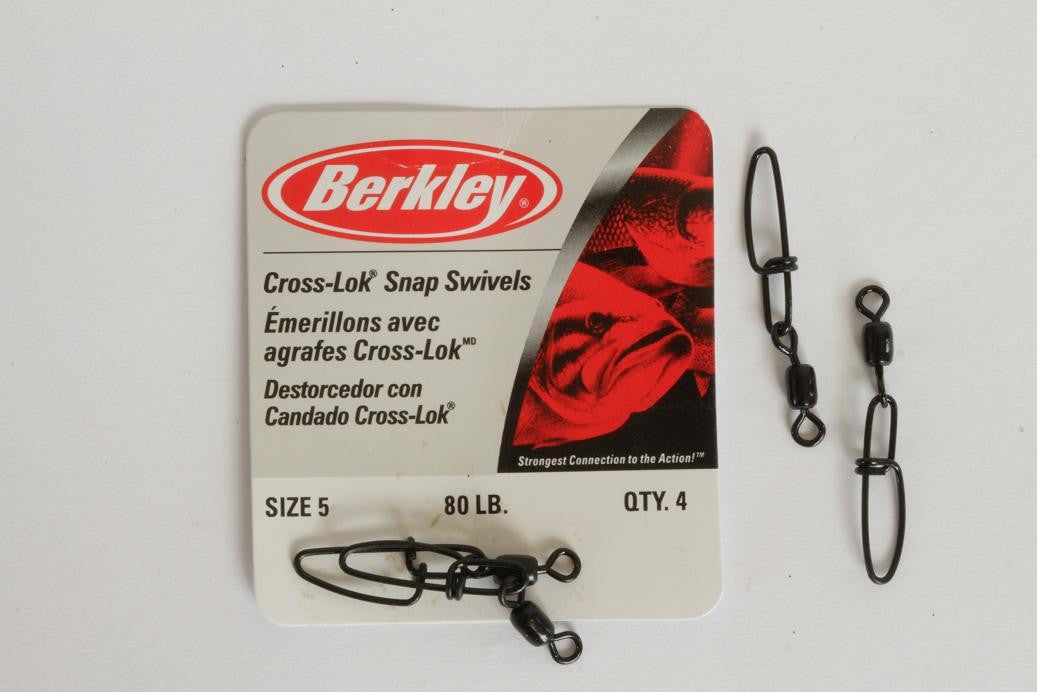 Berkley®
Cross-Lok® Snap Swivels
Émerillons avec
agrafes Cross-Lok MD
Destorcedor con
Candado Cross-Lok®
Strongest Connection to the Action!™
SIZE 5 80 LB. QTY. 4